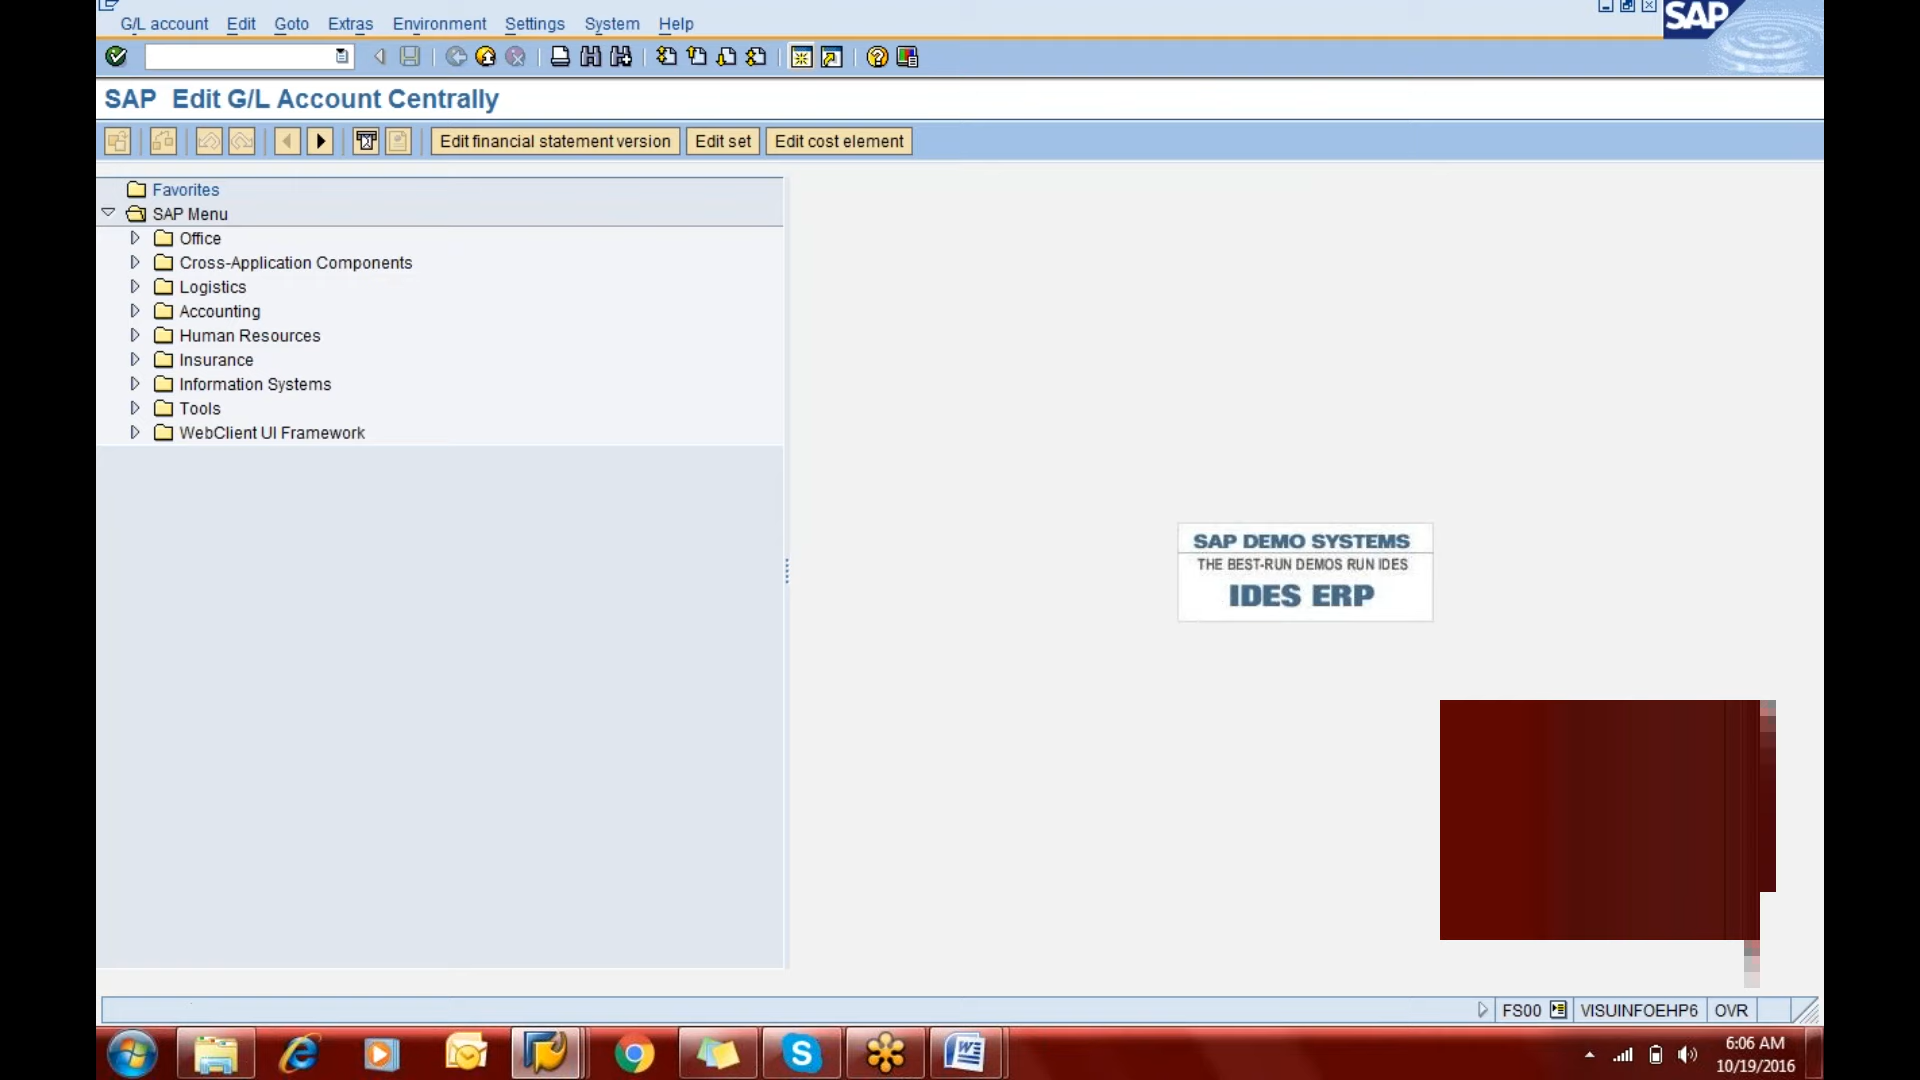 G/L account Edit Goto Extras Environment Settings System Help
SAP
SAP Edit G/L Account Centrally
Edit financial statement version Edit set Edit cost element
Favorites
SAP Menu
Office
Cross-Application Components
Logistics
Accounting
Human Resources
Insurance
Information Systems
Tools
WebClient UI Framework
SAP DEMO SYSTEMS
THE BEST-RUN DEMOS RUN IDES
IDES ERP
FS00 VISUINFOEHP6 OVR
6:06 AM
10/19/2016